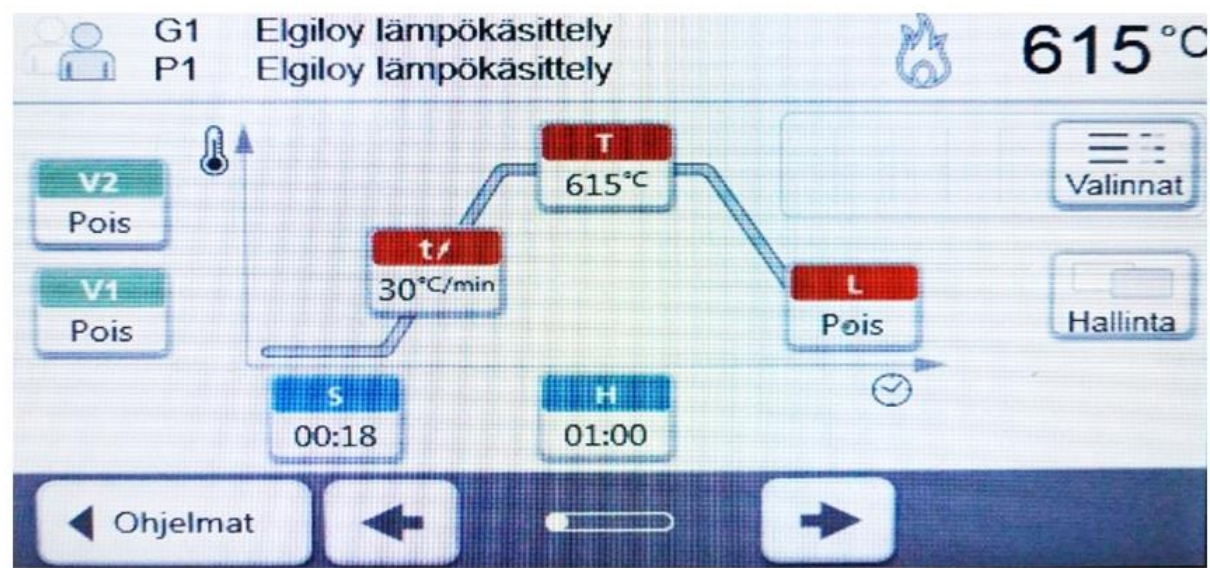 G1 Elgiloy lämpökäsittely
P1 Elgiloy lämpökäsittely
615°C
V2
Pois
V1
Pois
t
30°C/min
T
615°C
L
Pois
Valinnat
Hallinta
S
00:18
H
01:00
Ohjelmat